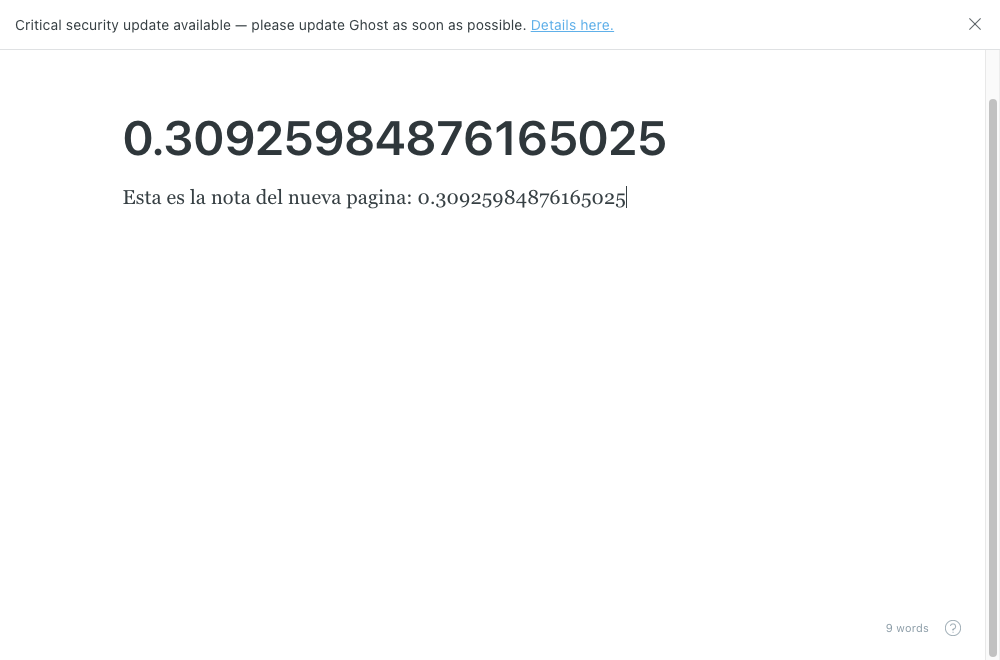 Critical security update available — please update Ghost as soon as possible. Details here.
0.30925984876165025
Esta es la nota del nueva pagina: 0.30925984876165025
9 words
?